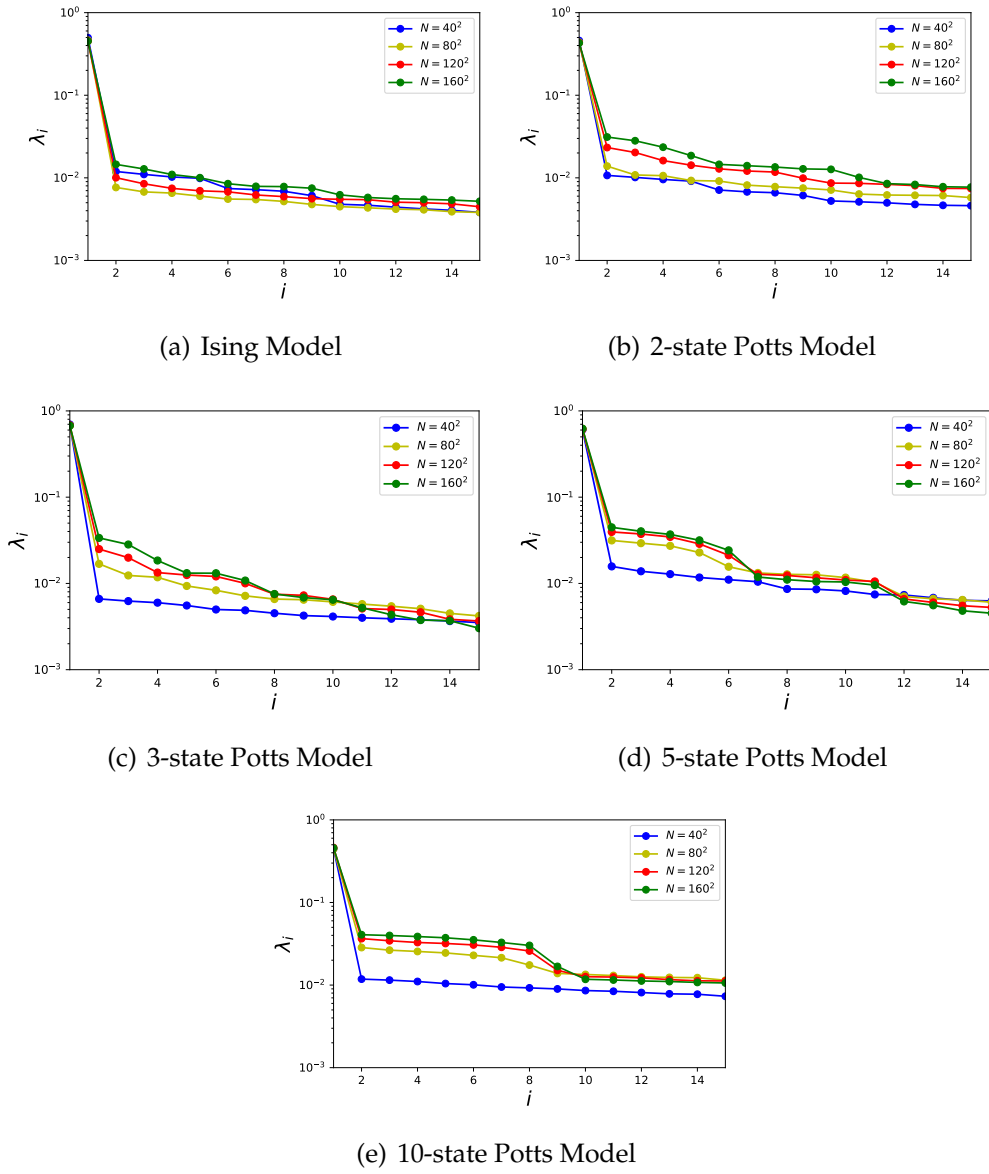 10^0
10^-1
10^-2
10^-3
λ_i
2 4 6 8 10 12 14
i
N = 40^2
N = 80^2
N = 120^2
N = 160^2
(a) Ising Model
10^0
10^-1
10^-2
10^-3
λ_i
2 4 6 8 10 12 14
i
N = 40^2
N = 80^2
N = 120^2
N = 160^2
(b) 2-state Potts Model
10^0
10^-1
10^-2
10^-3
λ_i
2 4 6 8 10 12 14
i
N = 40^2
N = 80^2
N = 120^2
N = 160^2
(c) 3-state Potts Model
10^0
10^-1
10^-2
10^-3
λ_i
2 4 6 8 10 12 14
i
N = 40^2
N = 80^2
N = 120^2
N = 160^2
(d) 5-state Potts Model
10^0
10^-1
10^-2
10^-3
λ_i
2 4 6 8 10 12 14
i
N = 40^2
N = 80^2
N = 120^2
N = 160^2
(e) 10-state Potts Model